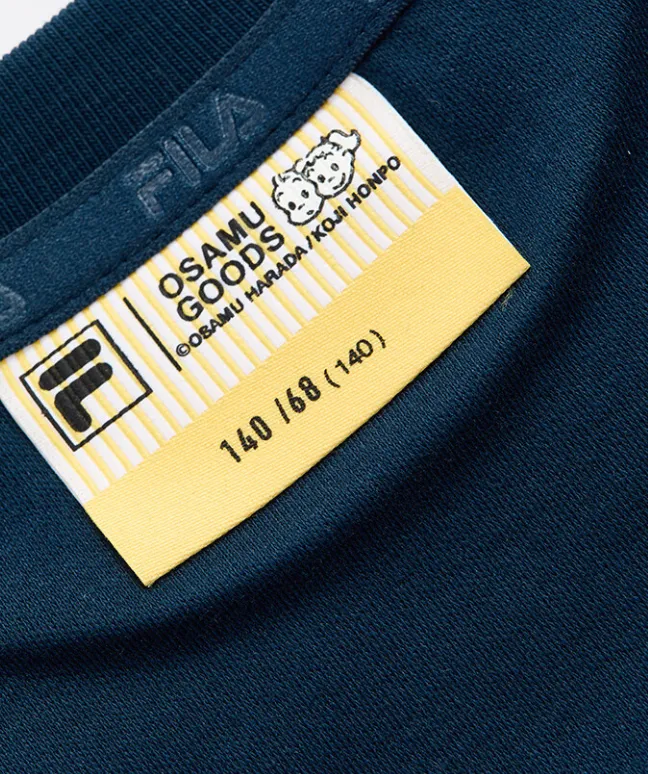 FILA
OSAMU
GOODS
©OSAMU HARADA/KOJI HONPO
F
140/68(140)